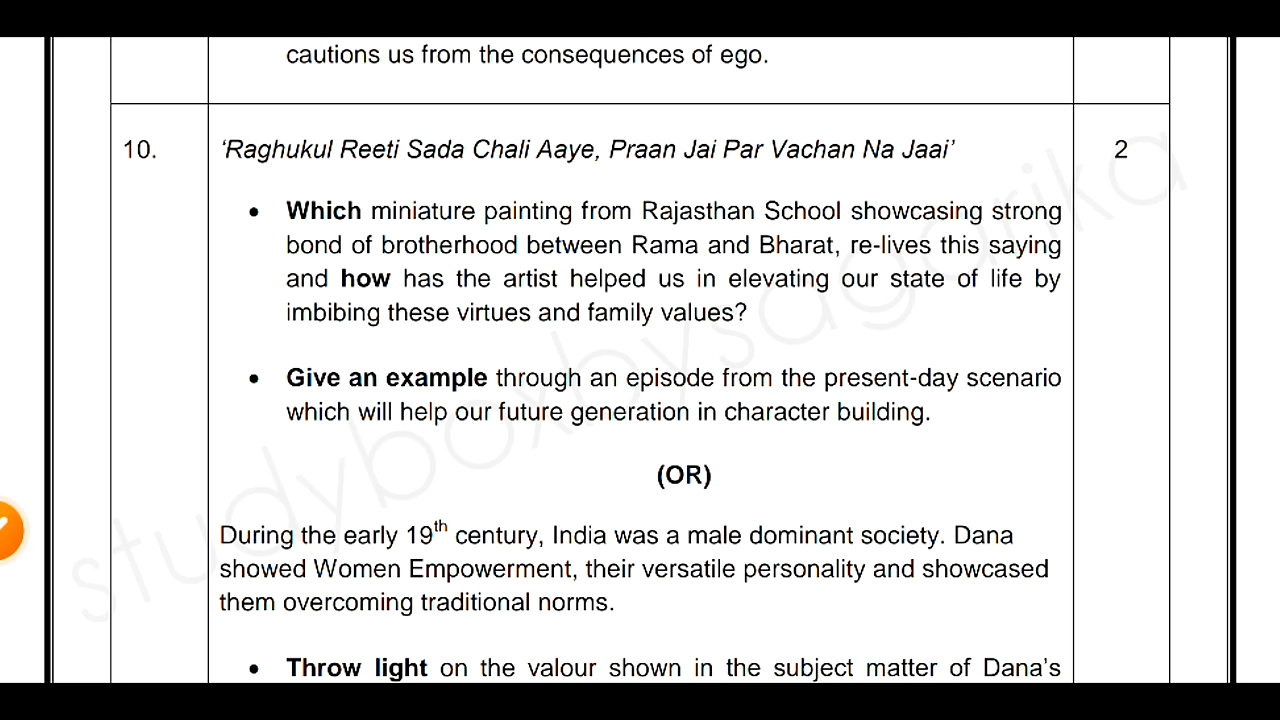 cautions us from the consequences of ego.
10. 'Raghukul Reeti Sada Chali Aaye, Praan Jai Par Vachan Na Jaai' 2
• Which miniature painting from Rajasthan School showcasing strong
bond of brotherhood between Rama and Bharat, re-lives this saying
and how has the artist helped us in elevating our state of life by
imbibing these virtues and family values?
• Give an example through an episode from the present-day scenario
which will help our future generation in character building.
(OR)
During the early 19th century, India was a male dominant society. Dana
showed Women Empowerment, their versatile personality and showcased
them overcoming traditional norms.
• Throw light on the valour shown in the subject matter of Dana's
studyboxbysagarika